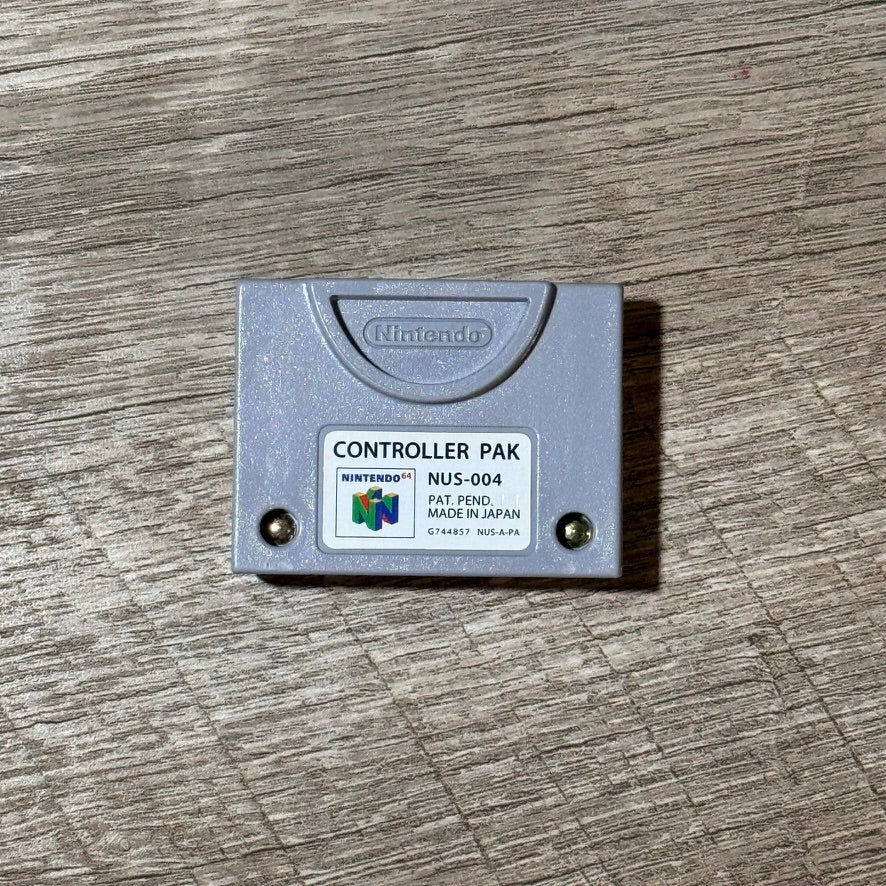 Nintendo
CONTROLLER PAK
NINTENDO64
NUS-004
PAT. PEND.
MADE IN JAPAN
G744857 NUS-A-PA